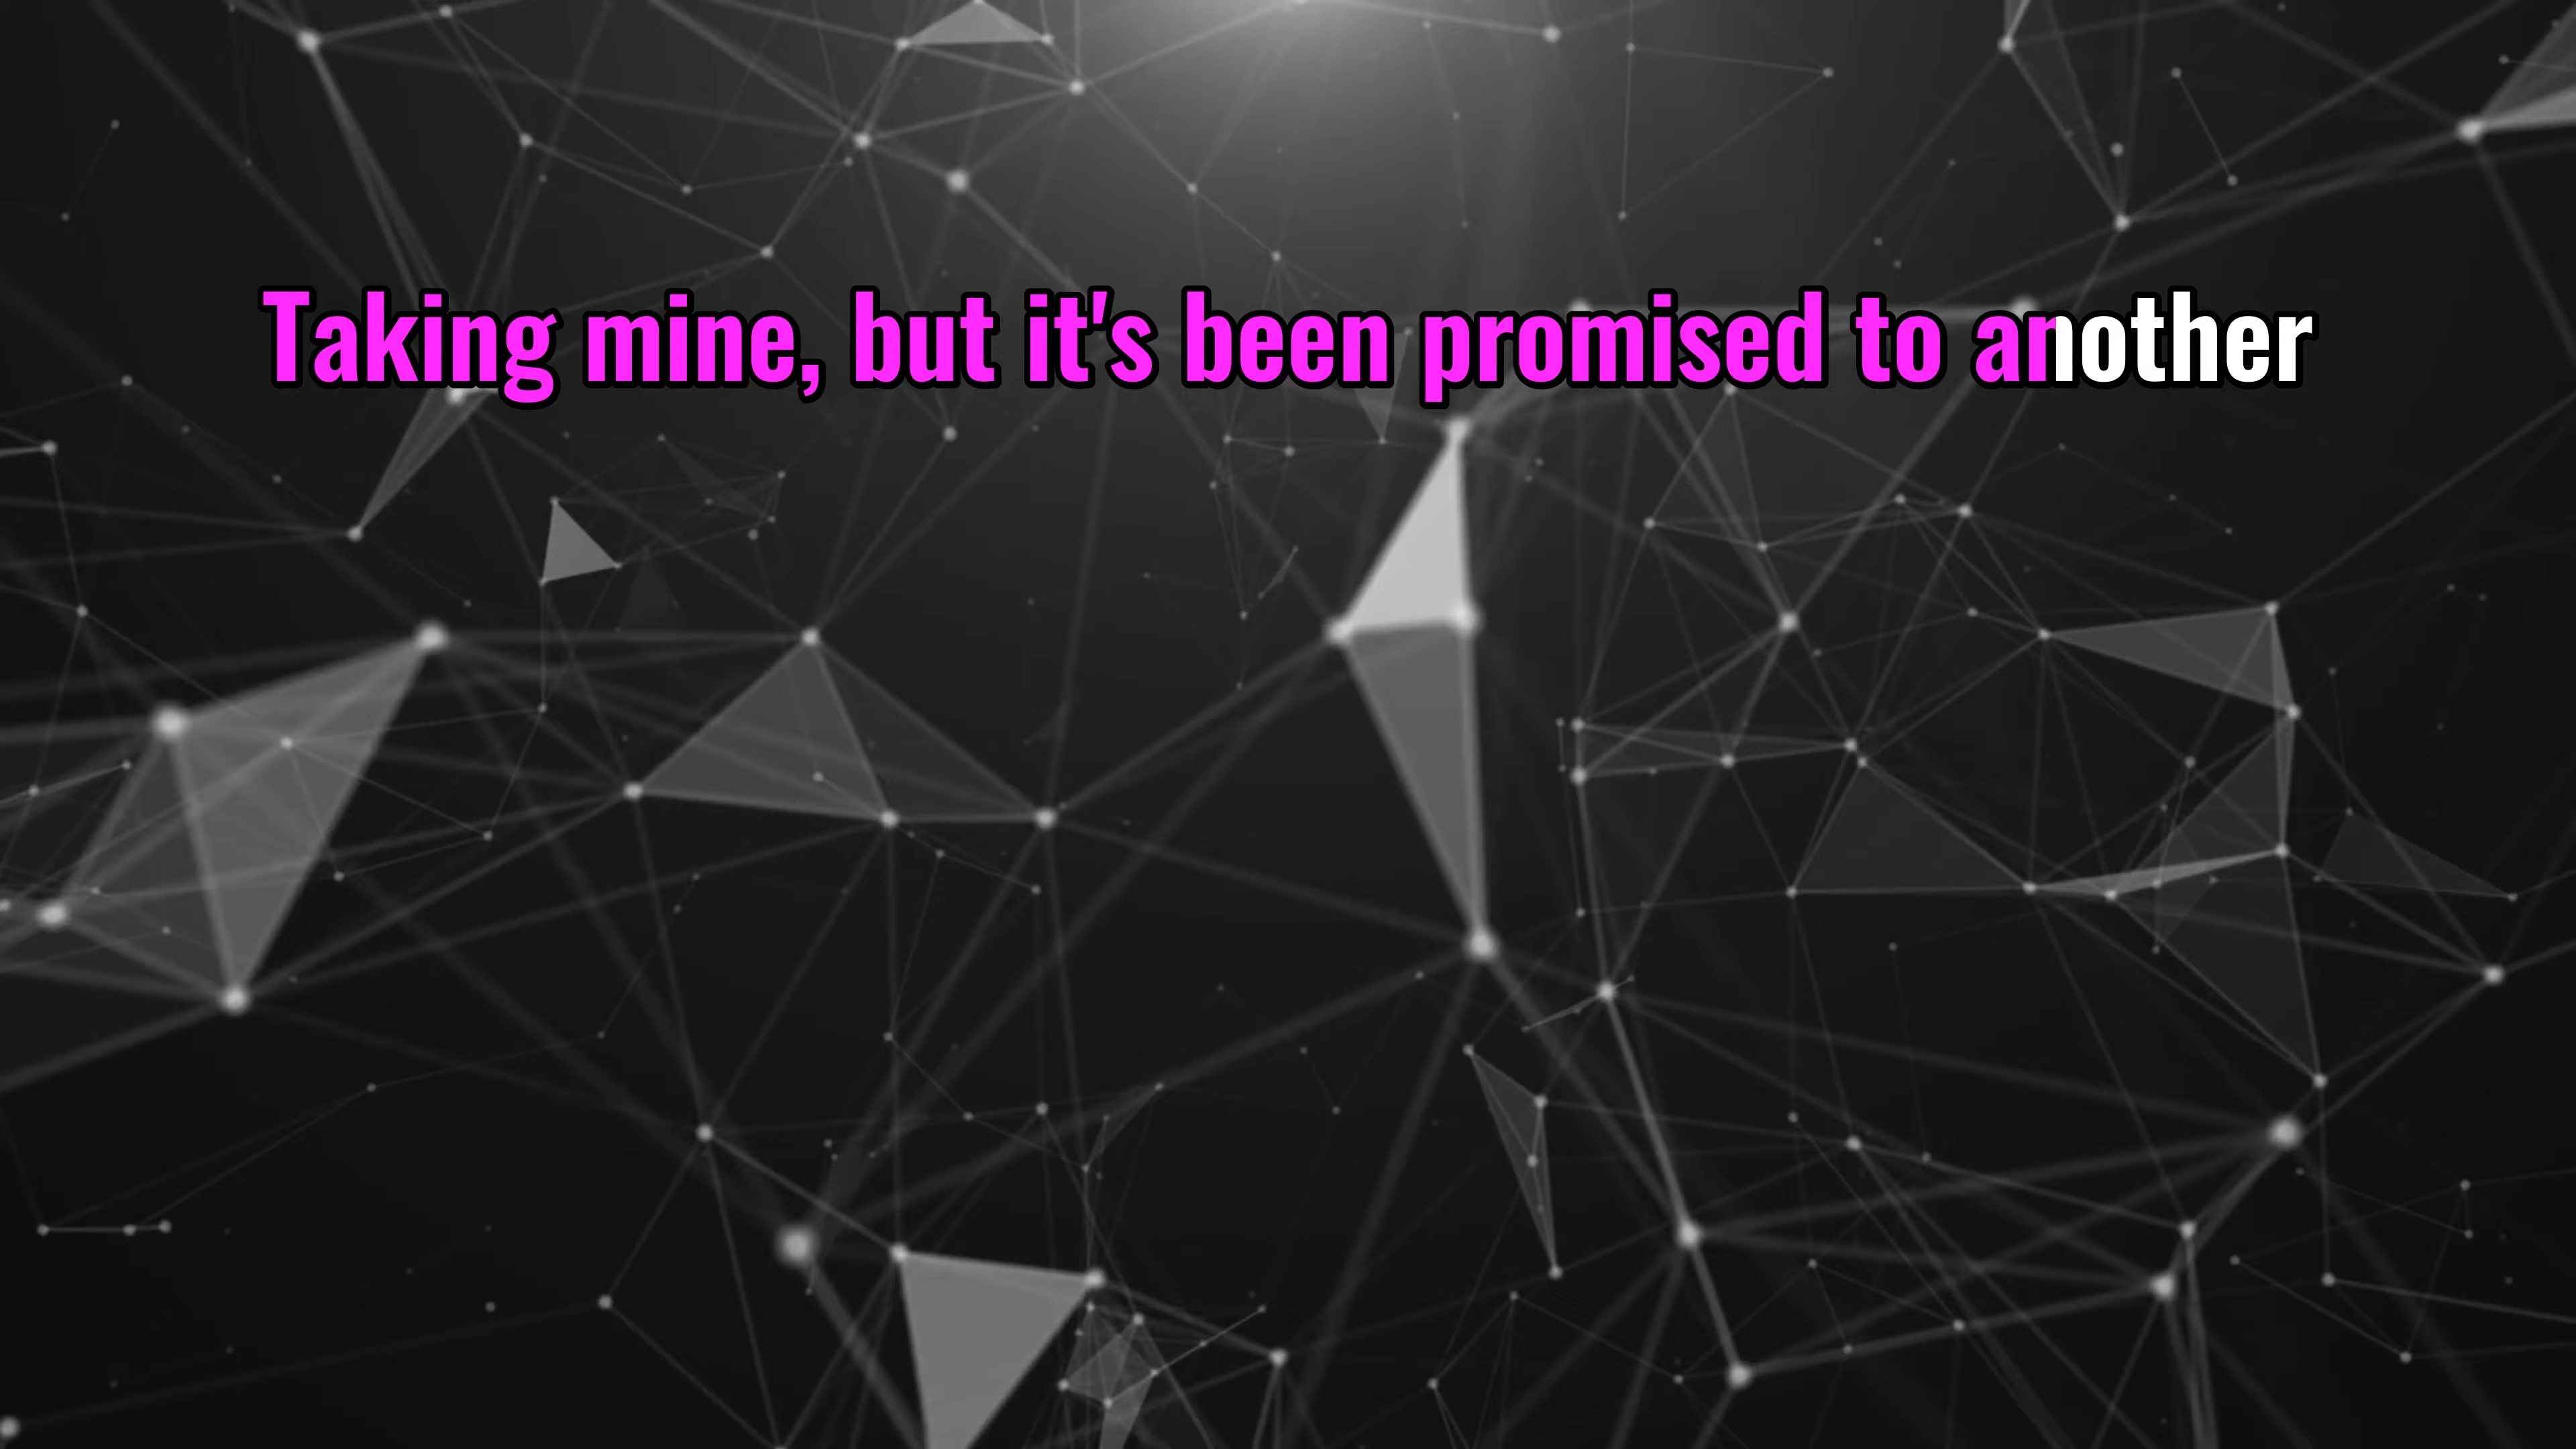 Taking mine, but it's been promised to another